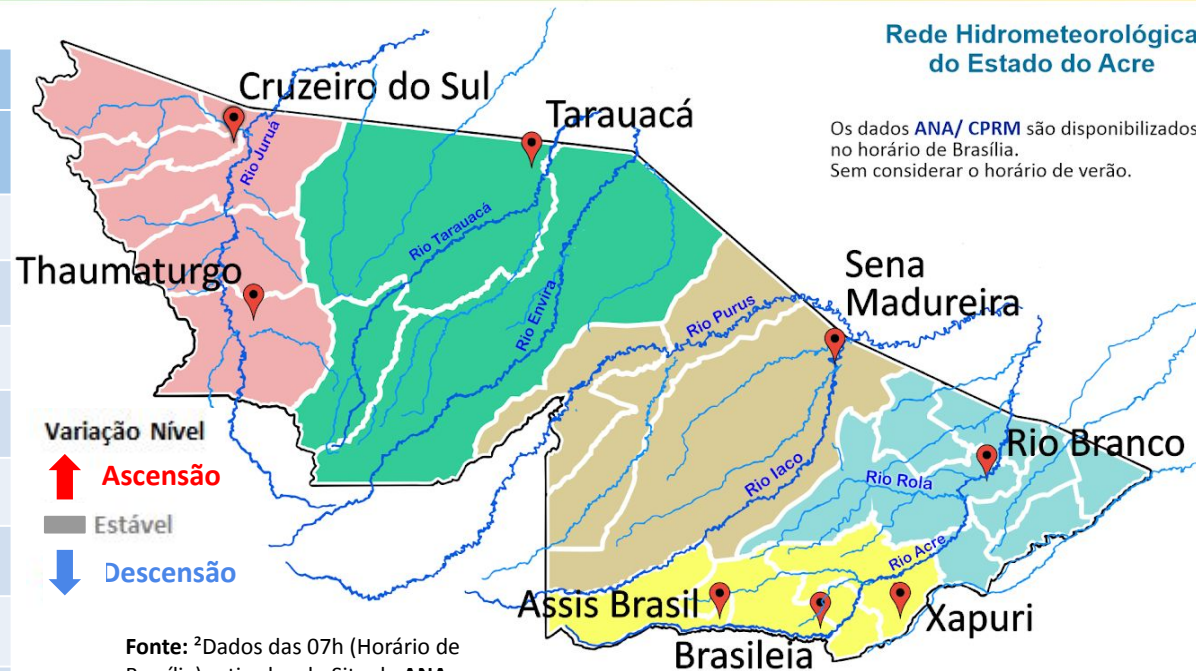 Rede Hidrometeorológica
do Estado do Acre
Os dados ANA/ CPRM são disponibilizados
no horário de Brasília.
Sem considerar o horário de verão.
Cruzeiro do Sul
Tarauacá
Rio Juruá
Rio Tarauacá
Thaumaturgo
Rio Envira
Sena
Madureira
Rio Purus
Variação Nível
Ascensão
Estável
Descensão
Rio Branco
Rio Iaco
Rio Rola
Rio Acre
Assis Brasil
Xapuri
Brasileia
Fonte: ²Dados das 07h (Horário de